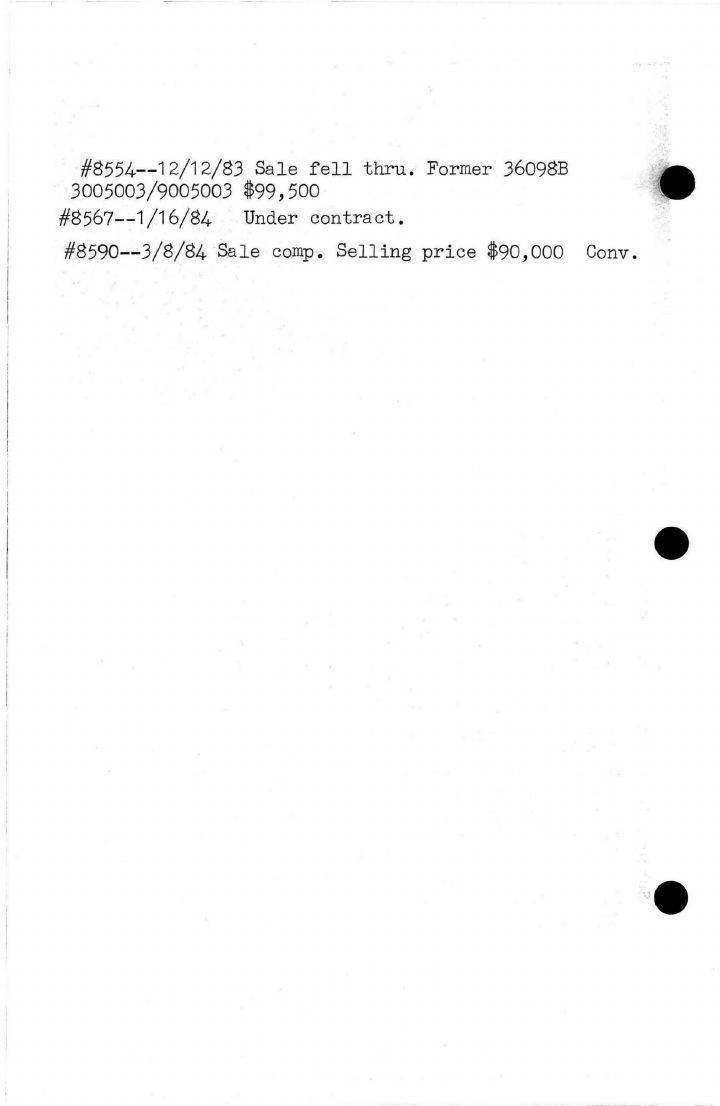 #8554--12/12/83 Sale fell thru. Former 36098B
3005003/9005003 $99,500
#8567--1/16/84 Under contract.
#8590--3/8/84 Sale comp. Selling price $90,000 Conv.